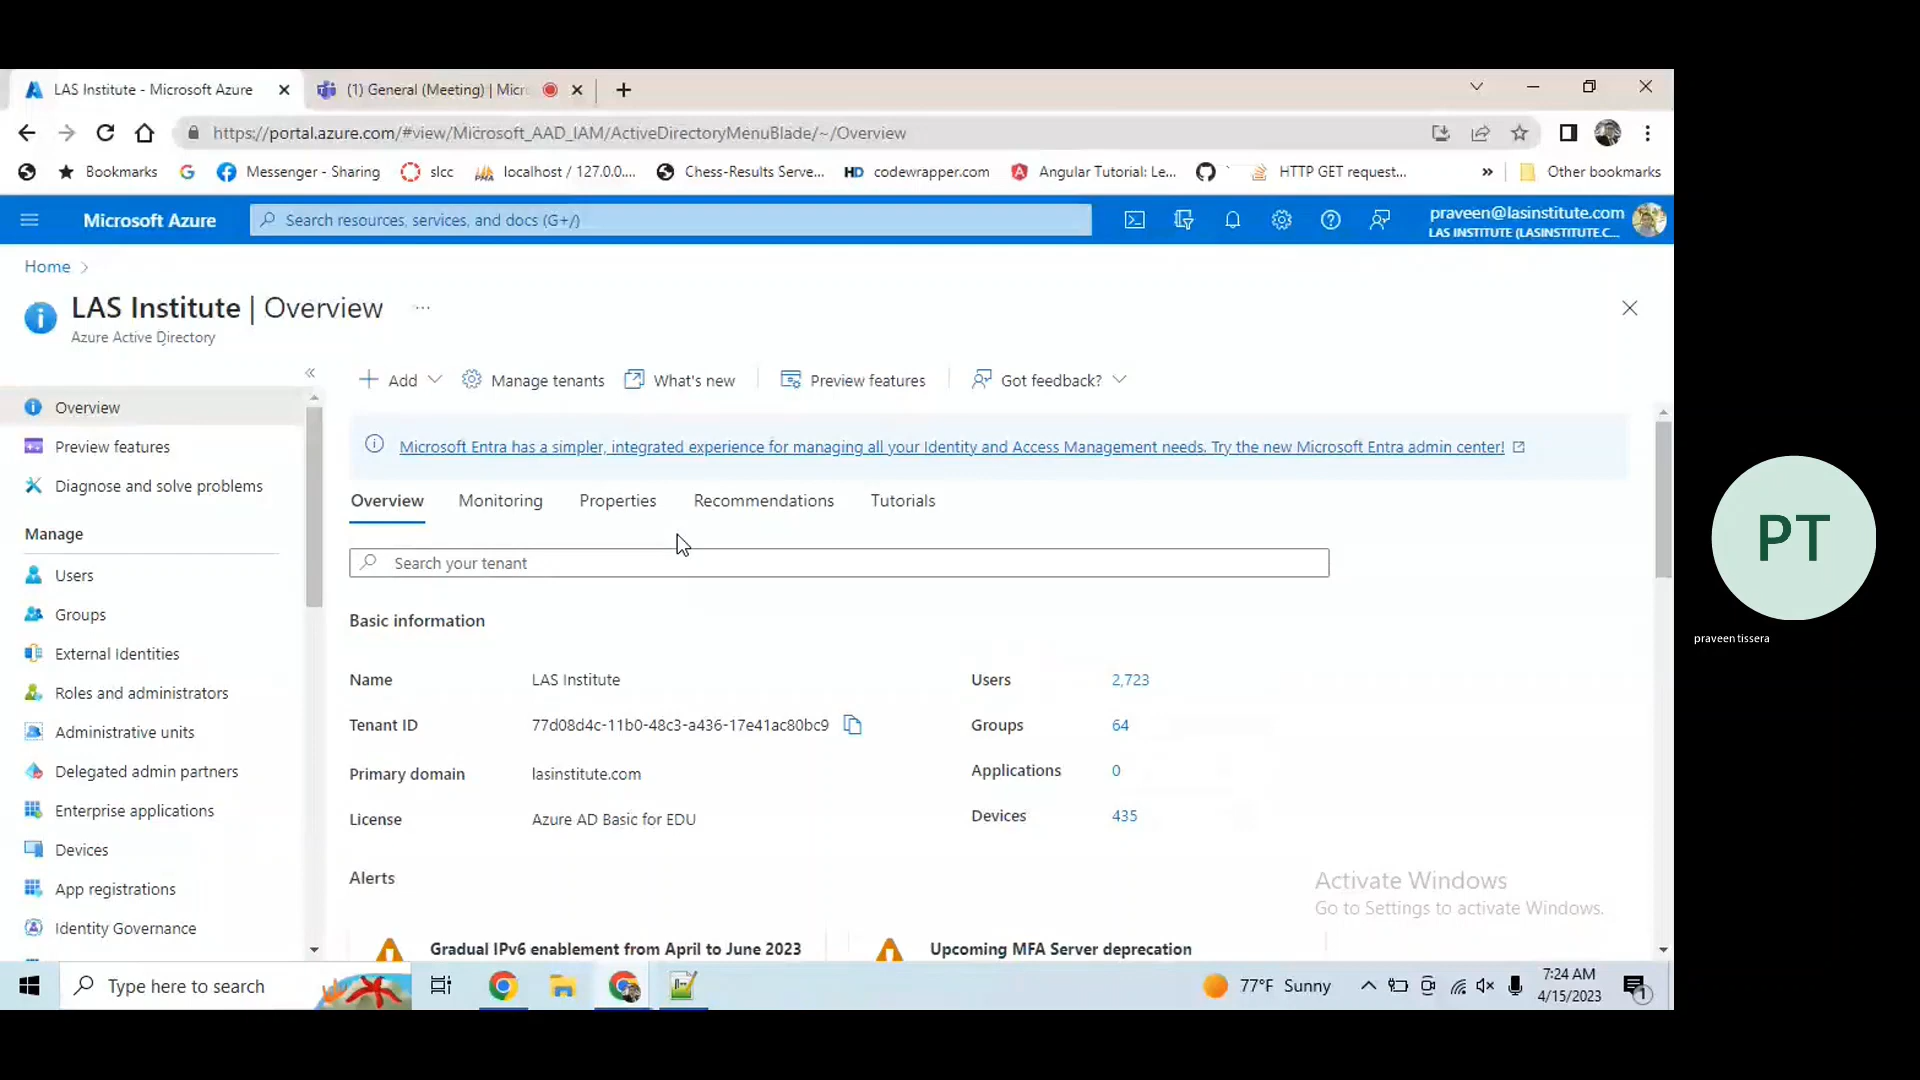 LAS Institute - Microsoft Azure
(1) General (Meeting) | Micr
https://portal.azure.com/#view/Microsoft_AAD_IAM/ActiveDirectoryMenuBlade/~/Overview
Bookmarks
Messenger - Sharing
slcc
localhost / 127.0.0....
Chess-Results Serve...
HD codewrapper.com
Angular Tutorial: Le...
HTTP GET request...
»
Other bookmarks
Microsoft Azure
Search resources, services, and docs (G+/)
praveen@lasinstitute.com
LAS INSTITUTE (LASINSTITUTE.C...
Home >
LAS Institute | Overview ...
Azure Active Directory
«
+ Add
Manage tenants
What's new
Preview features
Got feedback?
Overview
Preview features
Diagnose and solve problems
Manage
Users
Groups
External Identities
Roles and administrators
Administrative units
Delegated admin partners
Enterprise applications
Devices
App registrations
Identity Governance
Microsoft Entra has a simpler, integrated experience for managing all your Identity and Access Management needs. Try the new Microsoft Entra admin center!
Overview Monitoring Properties Recommendations Tutorials
Search your tenant
Basic information
Name LAS Institute
Tenant ID 77d08d4c-11b0-48c3-a436-17e41ac80bc9
Primary domain lasinstitute.com
License Azure AD Basic for EDU
Users 2,723
Groups 64
Applications 0
Devices 435
Alerts
Gradual IPv6 enablement from April to June 2023
Upcoming MFA Server deprecation
Activate Windows
Go to Settings to activate Windows.
Type here to search
77°F Sunny
7:24 AM
4/15/2023
1
PT
praveen tissera